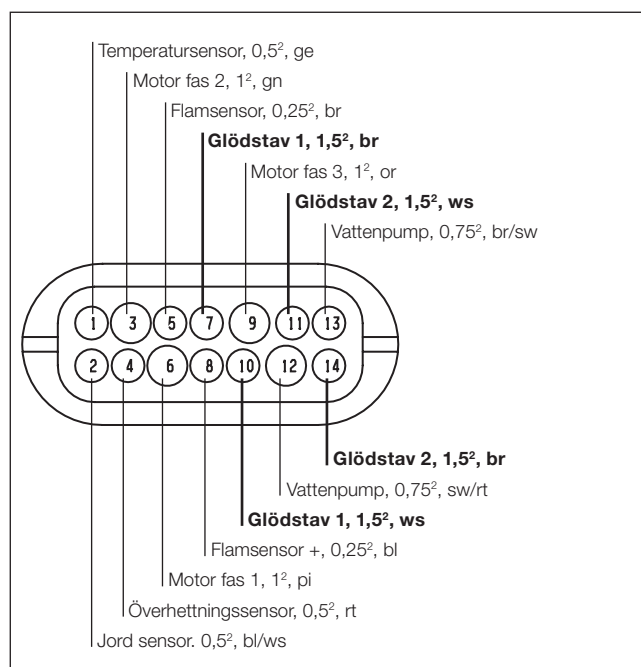 Temperatursensor, 0,5², ge
Motor fas 2, 1², gn
Flamsensor, 0,25², br
Glödstav 1, 1,5², br
Motor fas 3, 1², or
Glödstav 2, 1,5², ws
Vattenpump, 0,75², br/sw
1 3 5 7 9 11 13
2 4 6 8 10 12 14
Glödstav 2, 1,5², br
Vattenpump, 0,75², sw/rt
Glödstav 1, 1,5², ws
Flamsensor +, 0,25², bl
Motor fas 1, 1², pi
Överhettningssensor, 0,5², rt
Jord sensor. 0,5², bl/ws